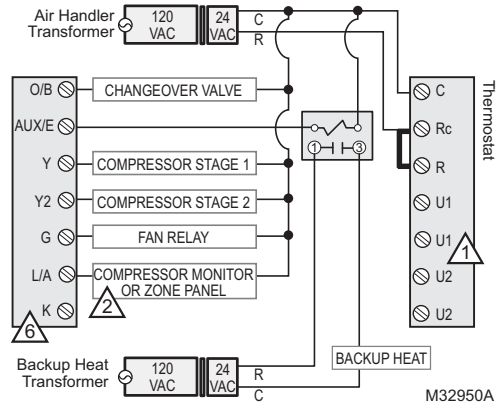 Air Handler
Transformer
120
VAC
24
VAC
C
R
O/B
CHANGEOVER VALVE
AUX/E
Y
COMPRESSOR STAGE 1
Y2
COMPRESSOR STAGE 2
G
FAN RELAY
L/A
COMPRESSOR MONITOR
OR ZONE PANEL
2
K
6
1
3
C
Rc
R
U1
U1
1
U2
U2
Thermostat
Backup Heat
Transformer
120
VAC
24
VAC
R
C
BACKUP HEAT
M32950A